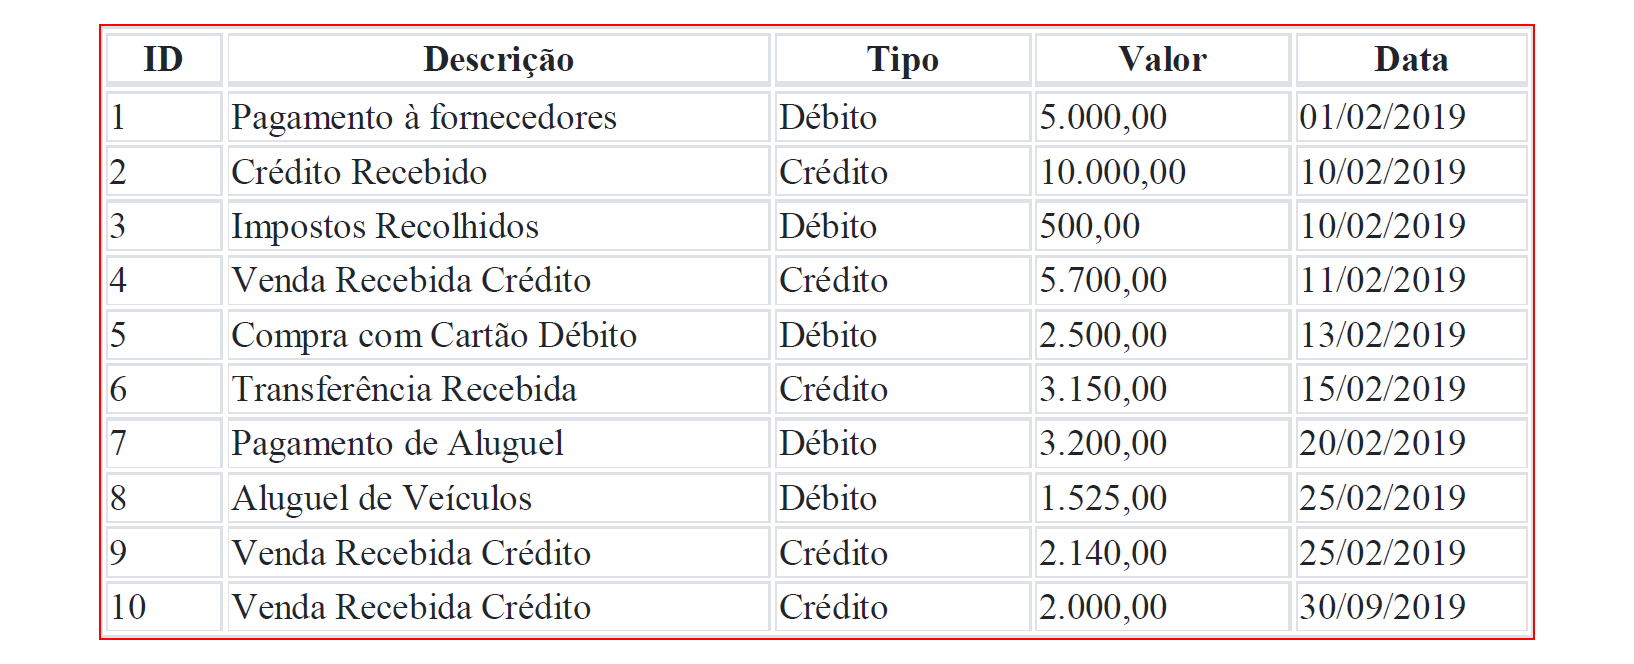 ID Descrição Tipo Valor Data
1 Pagamento à fornecedores Débito 5.000,00 01/02/2019
2 Crédito Recebido Crédito 10.000,00 10/02/2019
3 Impostos Recolhidos Débito 500,00 10/02/2019
4 Venda Recebida Crédito Crédito 5.700,00 11/02/2019
5 Compra com Cartão Débito Débito 2.500,00 13/02/2019
6 Transferência Recebida Crédito 3.150,00 15/02/2019
7 Pagamento de Aluguel Débito 3.200,00 20/02/2019
8 Aluguel de Veículos Débito 1.525,00 25/02/2019
9 Venda Recebida Crédito Crédito 2.140,00 25/02/2019
10 Venda Recebida Crédito Crédito 2.000,00 30/09/2019